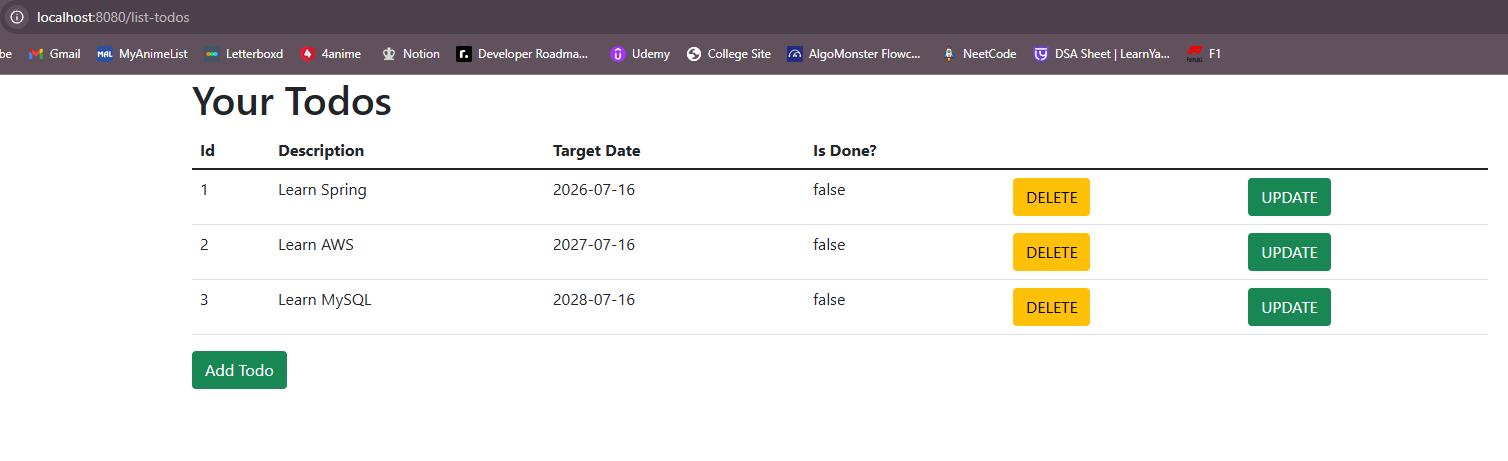 localhost:8080/list-todos
be Gmail MAL MyAnimeList Letterboxd 4 4anime Notion r. Developer Roadma... Udemy College Site AlgoMonster Flowc... NeetCode DSA Sheet | LearnYa... F1
Your Todos
Id Description Target Date Is Done?
1 Learn Spring 2026-07-16 false DELETE UPDATE
2 Learn AWS 2027-07-16 false DELETE UPDATE
3 Learn MySQL 2028-07-16 false DELETE UPDATE
Add Todo